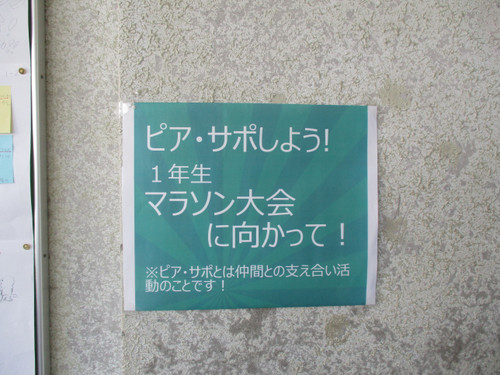 ピア・サポしよう!
１年生
マラソン大会
に向かって！
※ピア・サポとは仲間との支え合い活
動のことです！